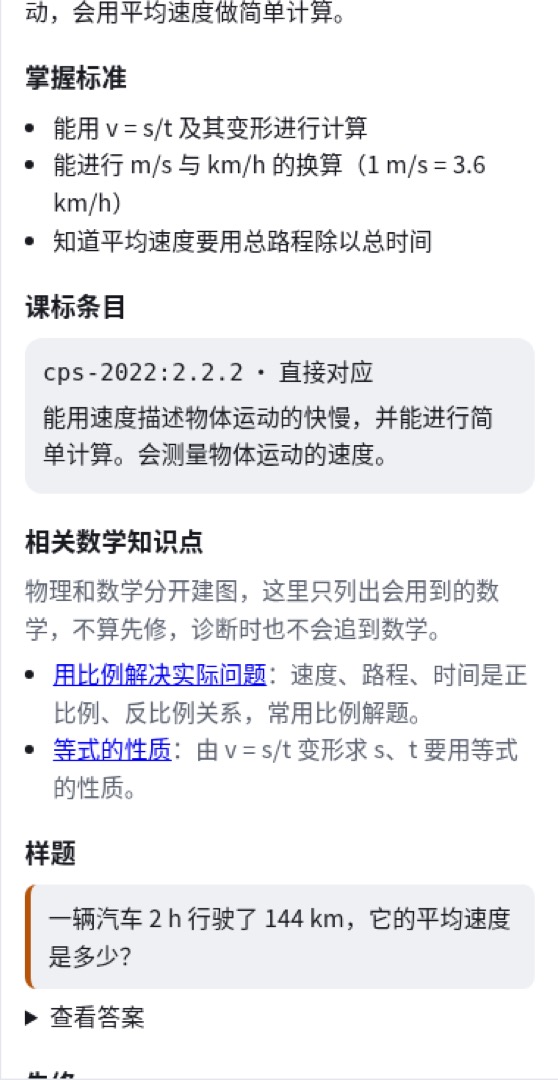 动，会用平均速度做简单计算。
掌握标准
• 能用 v = s/t 及其变形进行计算
• 能进行 m/s 与 km/h 的换算（1 m/s = 3.6
km/h）
• 知道平均速度要用总路程除以总时间
课标条目
cps-2022:2.2.2 · 直接对应
能用速度描述物体运动的快慢，并能进行简
单计算。会测量物体运动的速度。
相关数学知识点
物理和数学分开建图，这里只列出会用到的数
学，不算先修，诊断时也不会追到数学。
• 用比例解决实际问题：速度、路程、时间是正
比例、反比例关系，常用比例解题。
• 等式的性质：由 v = s/t 变形求 s、t 要用等式
的性质。
样题
一辆汽车 2 h 行驶了 144 km，它的平均速度
是多少？
▶ 查看答案